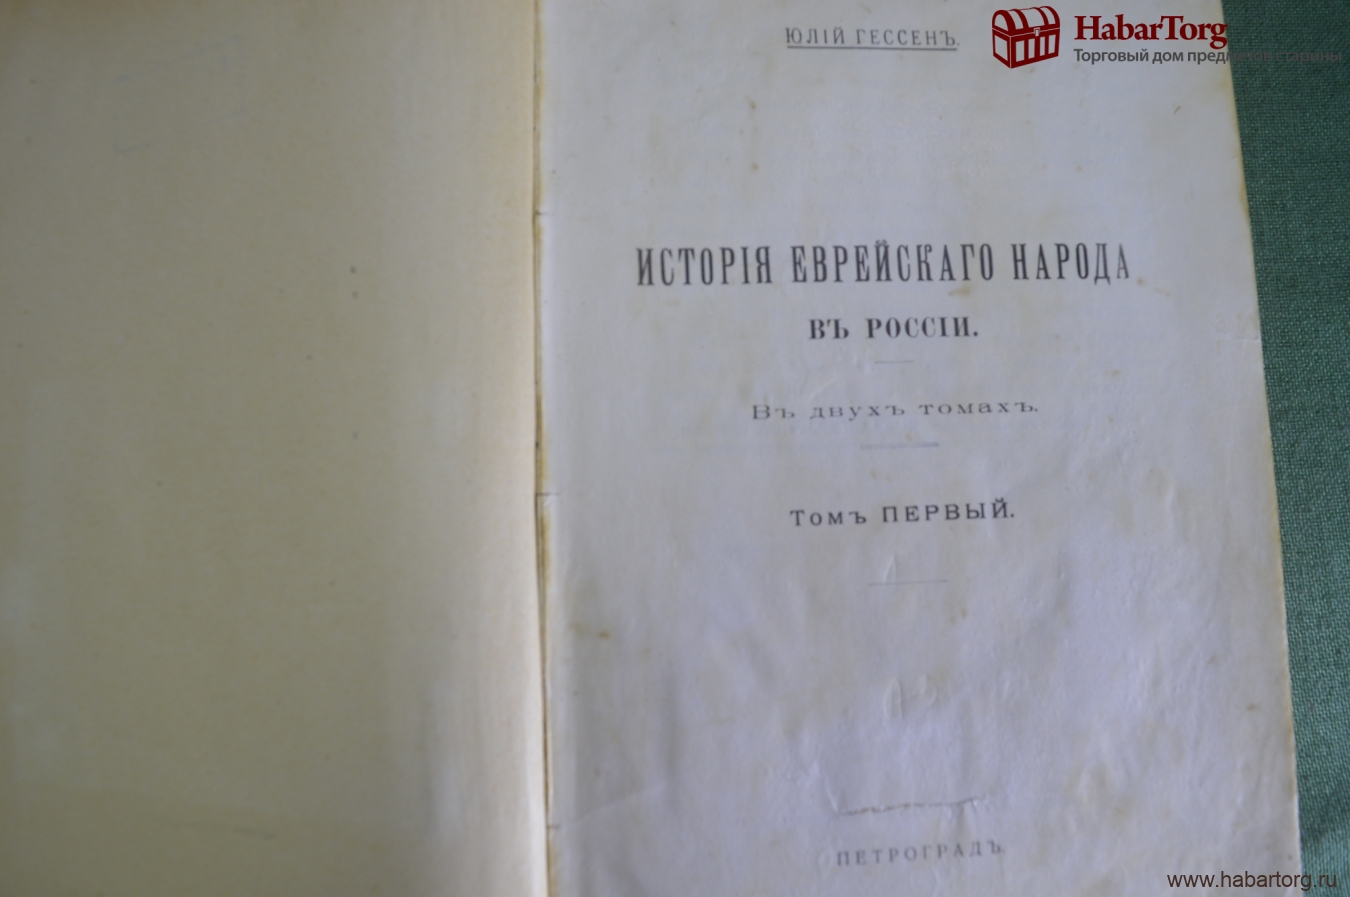 ЮЛІЙ ГЕССЕНЪ.
HabarTorg
Торговый дом предметов старины
ИСТОРІЯ ЕВРЕЙСКАГО НАРОДА
ВЪ РОССІИ.
Въ двухъ томахъ.
Томъ ПЕРВЫЙ.
ПЕТРОГРАДЪ.
www.habartorg.ru